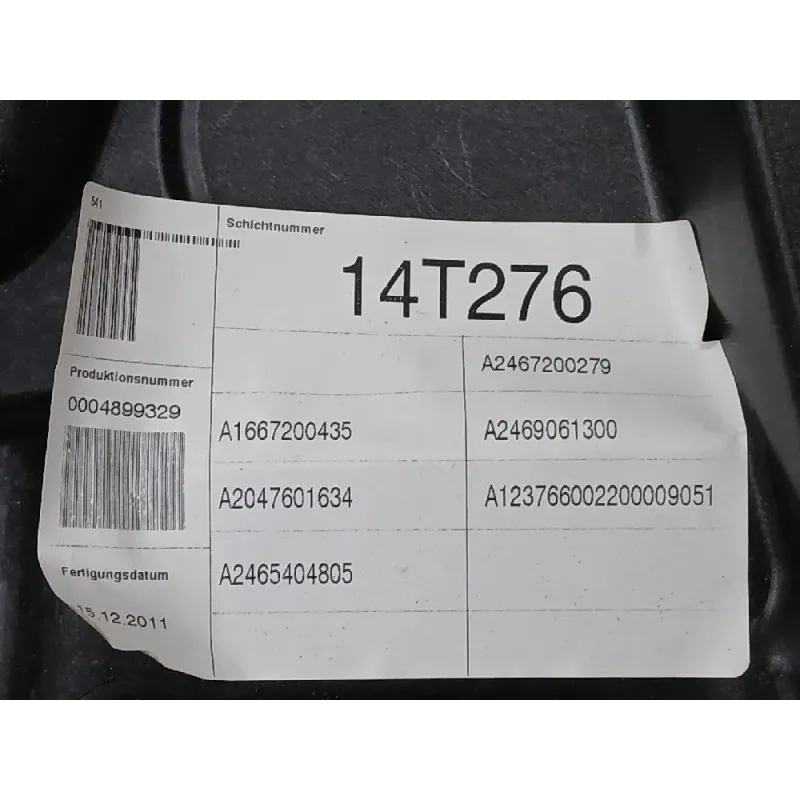 541
Schichtnummer
14T276
Produktionsnummer
0004899329
Fertigungsdatum
15.12.2011
A2467200279
A1667200435
A2469061300
A2047601634
A123766002200009051
A2465404805